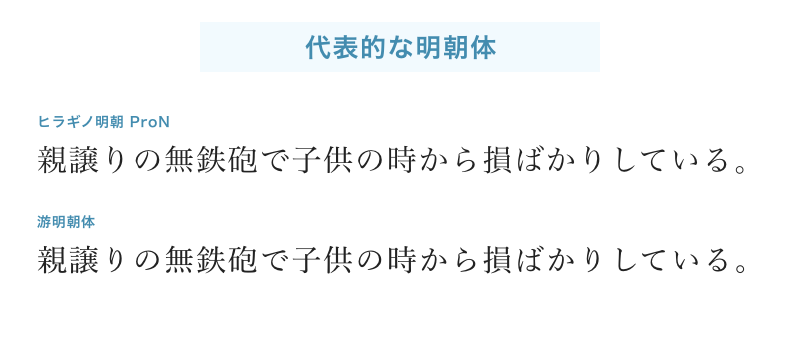 代表的な明朝体
ヒラギノ明朝 ProN
親譲りの無鉄砲で子供の時から損ばかりしている。
游明朝体
親譲りの無鉄砲で子供の時から損ばかりしている。